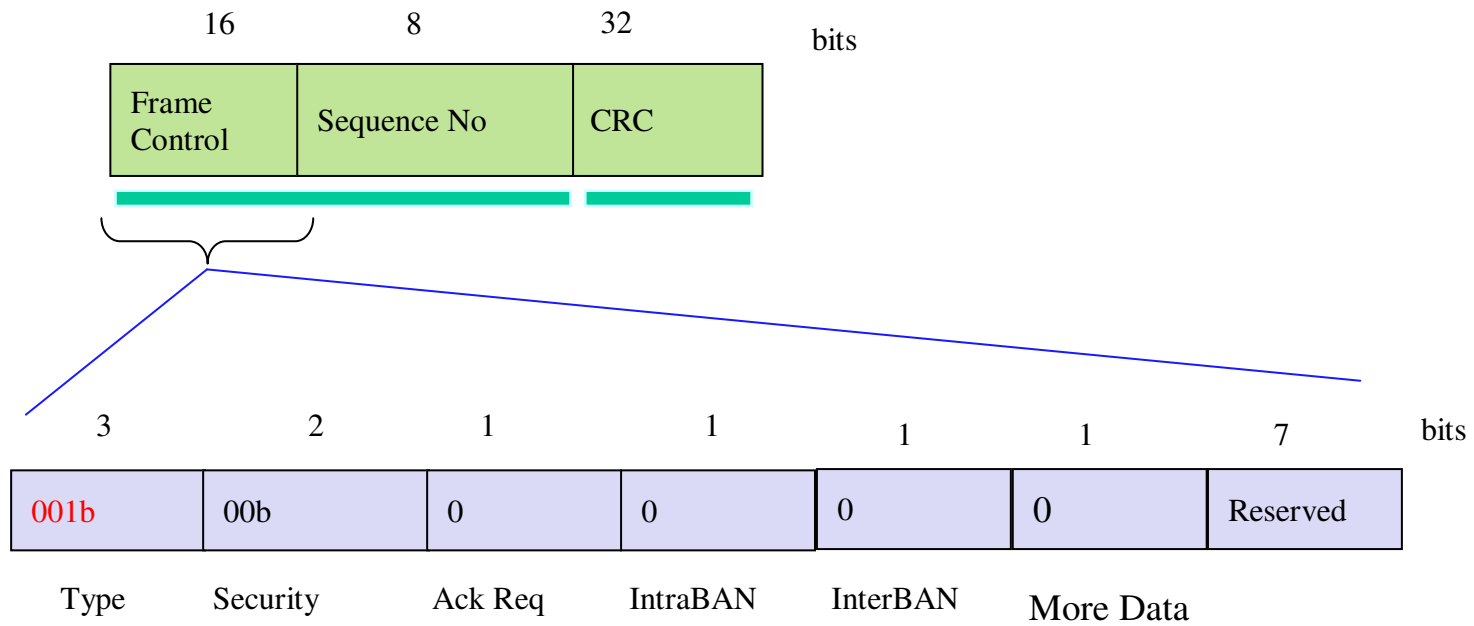 16 8 32 bits
Frame Control Sequence No CRC
3 2 1 1 1 1 7 bits
001b 00b 0 0 0 0 Reserved
Type Security Ack Req IntraBAN InterBAN More Data